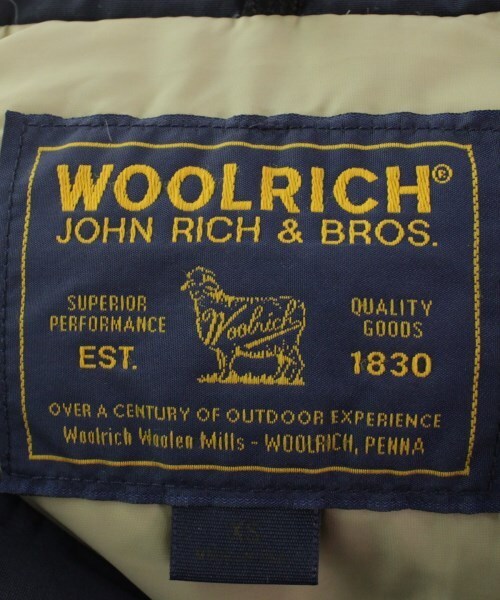 WOOLRICH®
JOHN RICH & BROS.
SUPERIOR
PERFORMANCE
EST.
Woolrich
QUALITY
GOODS
1830
OVER A CENTURY OF OUTDOOR EXPERIENCE
Woolrich Woolen Mills - WOOLRICH, PENNA
XS